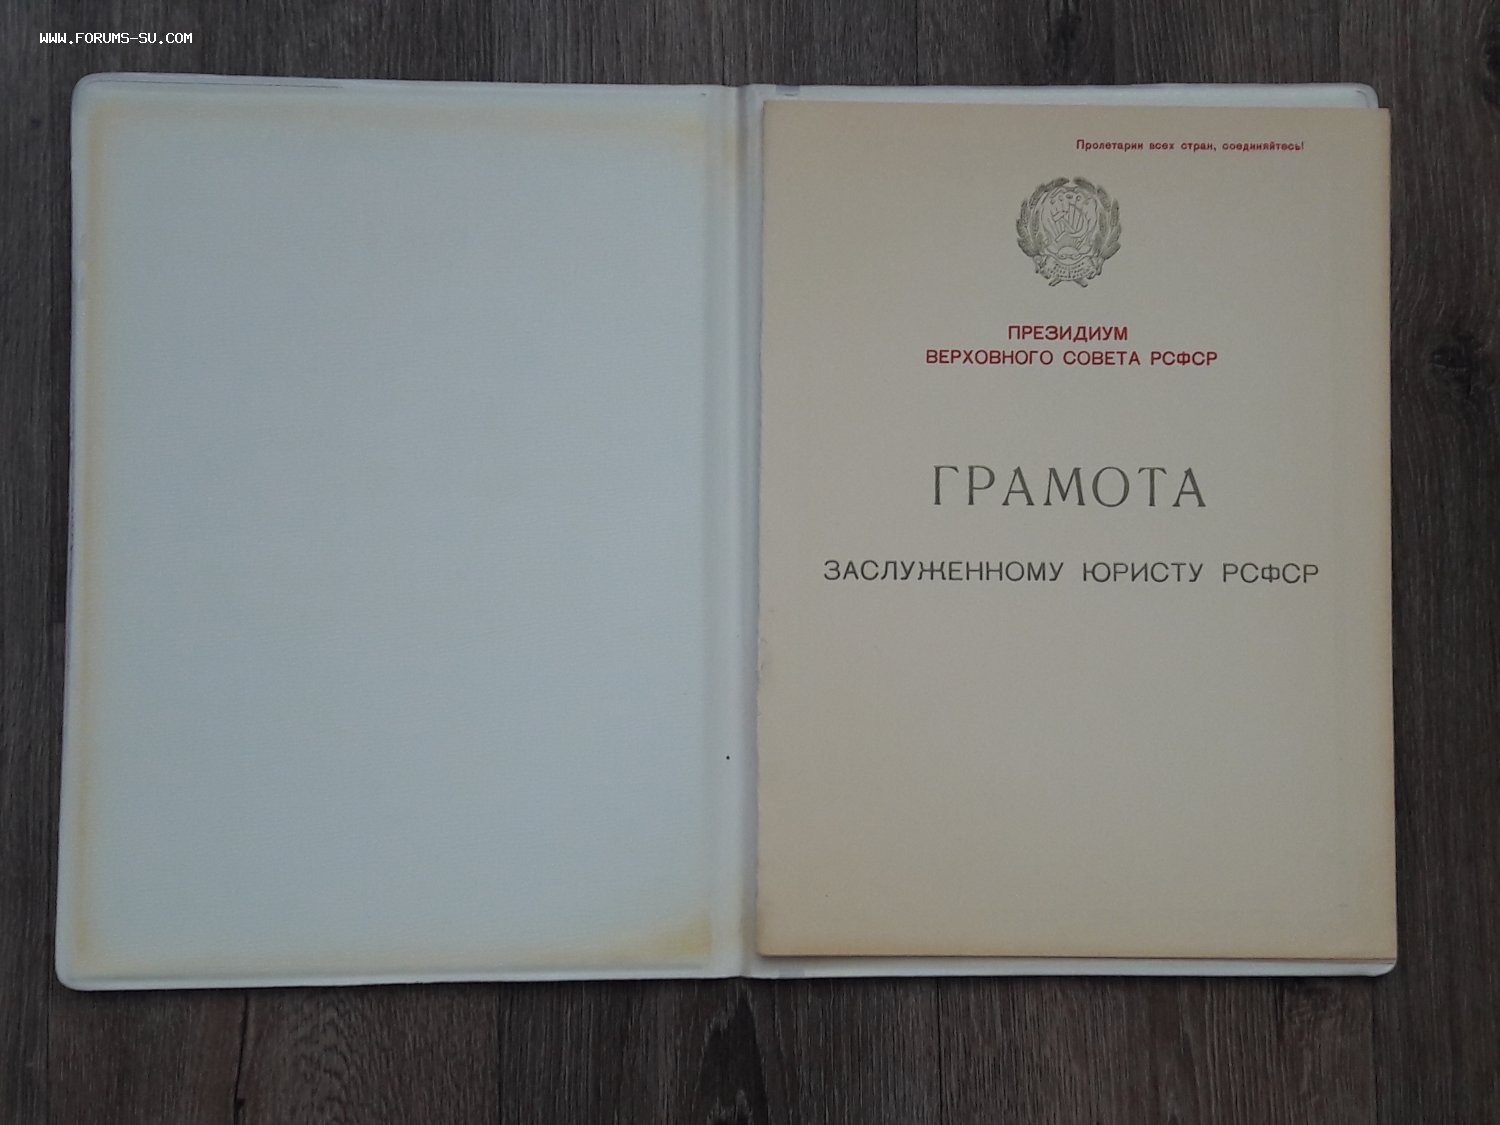 WWW.FORUMS-SU.COM
Пролетарии всех стран, соединяйтесь!
ПРЕЗИДИУМ
ВЕРХОВНОГО СОВЕТА РСФСР
ГРАМОТА
ЗАСЛУЖЕННОМУ ЮРИСТУ РСФСР